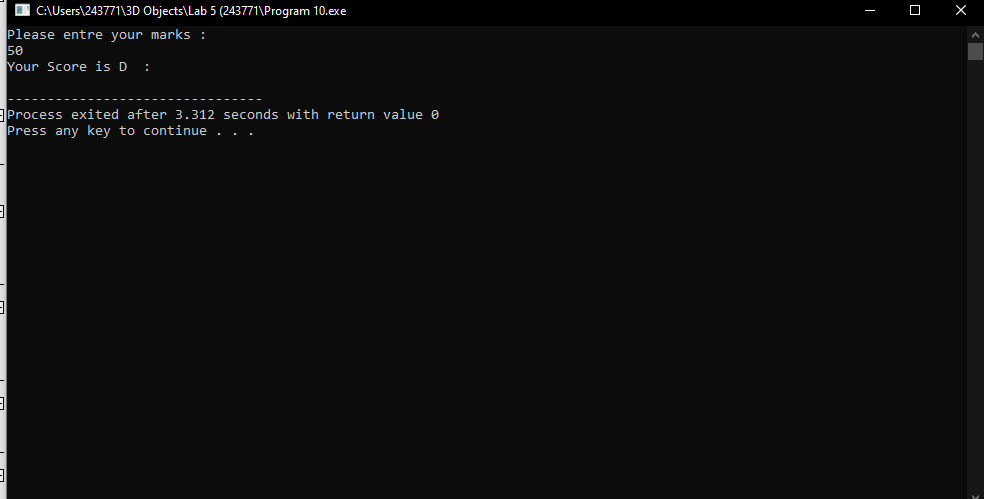 C:\Users\243771\3D Objects\Lab 5 (243771\Program 10.exe
Please entre your marks :
50
Your Score is D  :
--------------------------------
Process exited after 3.312 seconds with return value 0
Press any key to continue . . .